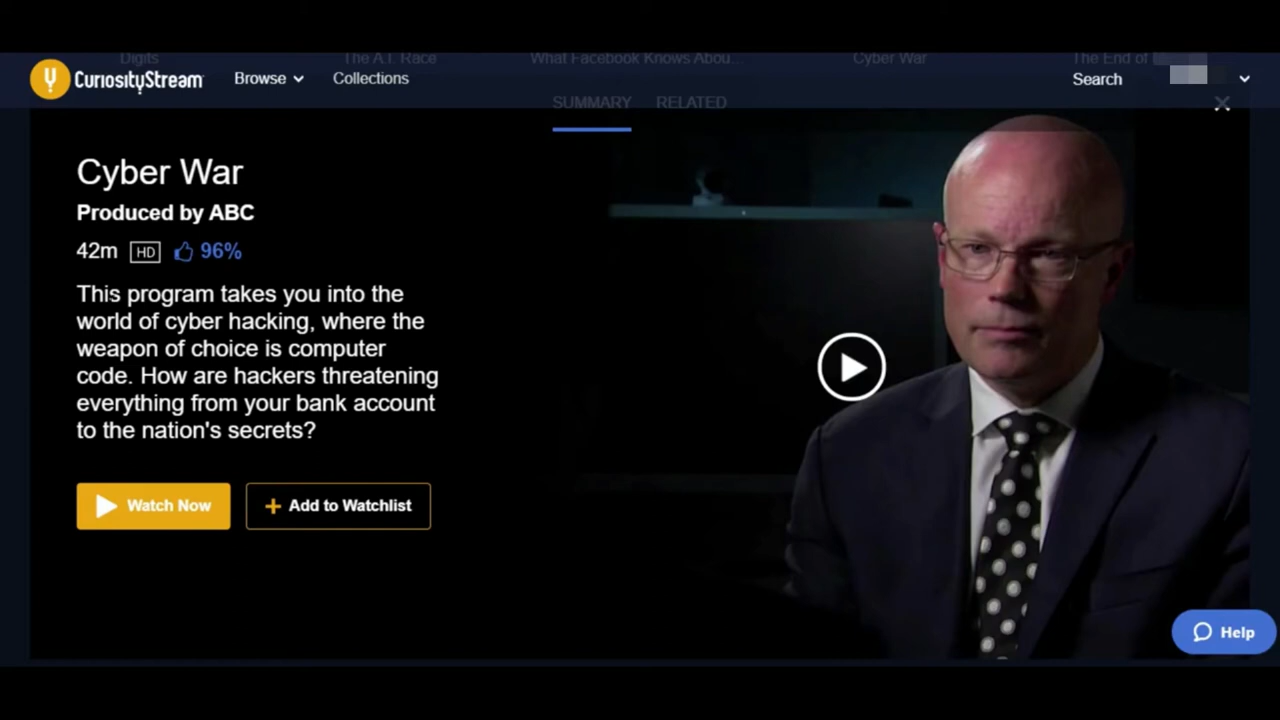 Digits
The A.I. Race
What Facebook Knows Abou...
Cyber War
The End of
CURIOSITYSTREAM
Browse
Collections
Search
SUMMARY
RELATED
Cyber War
Produced by ABC
42m HD 96%
This program takes you into the
world of cyber hacking, where the
weapon of choice is computer
code. How are hackers threatening
everything from your bank account
to the nation's secrets?
Watch Now
Add to Watchlist
Help